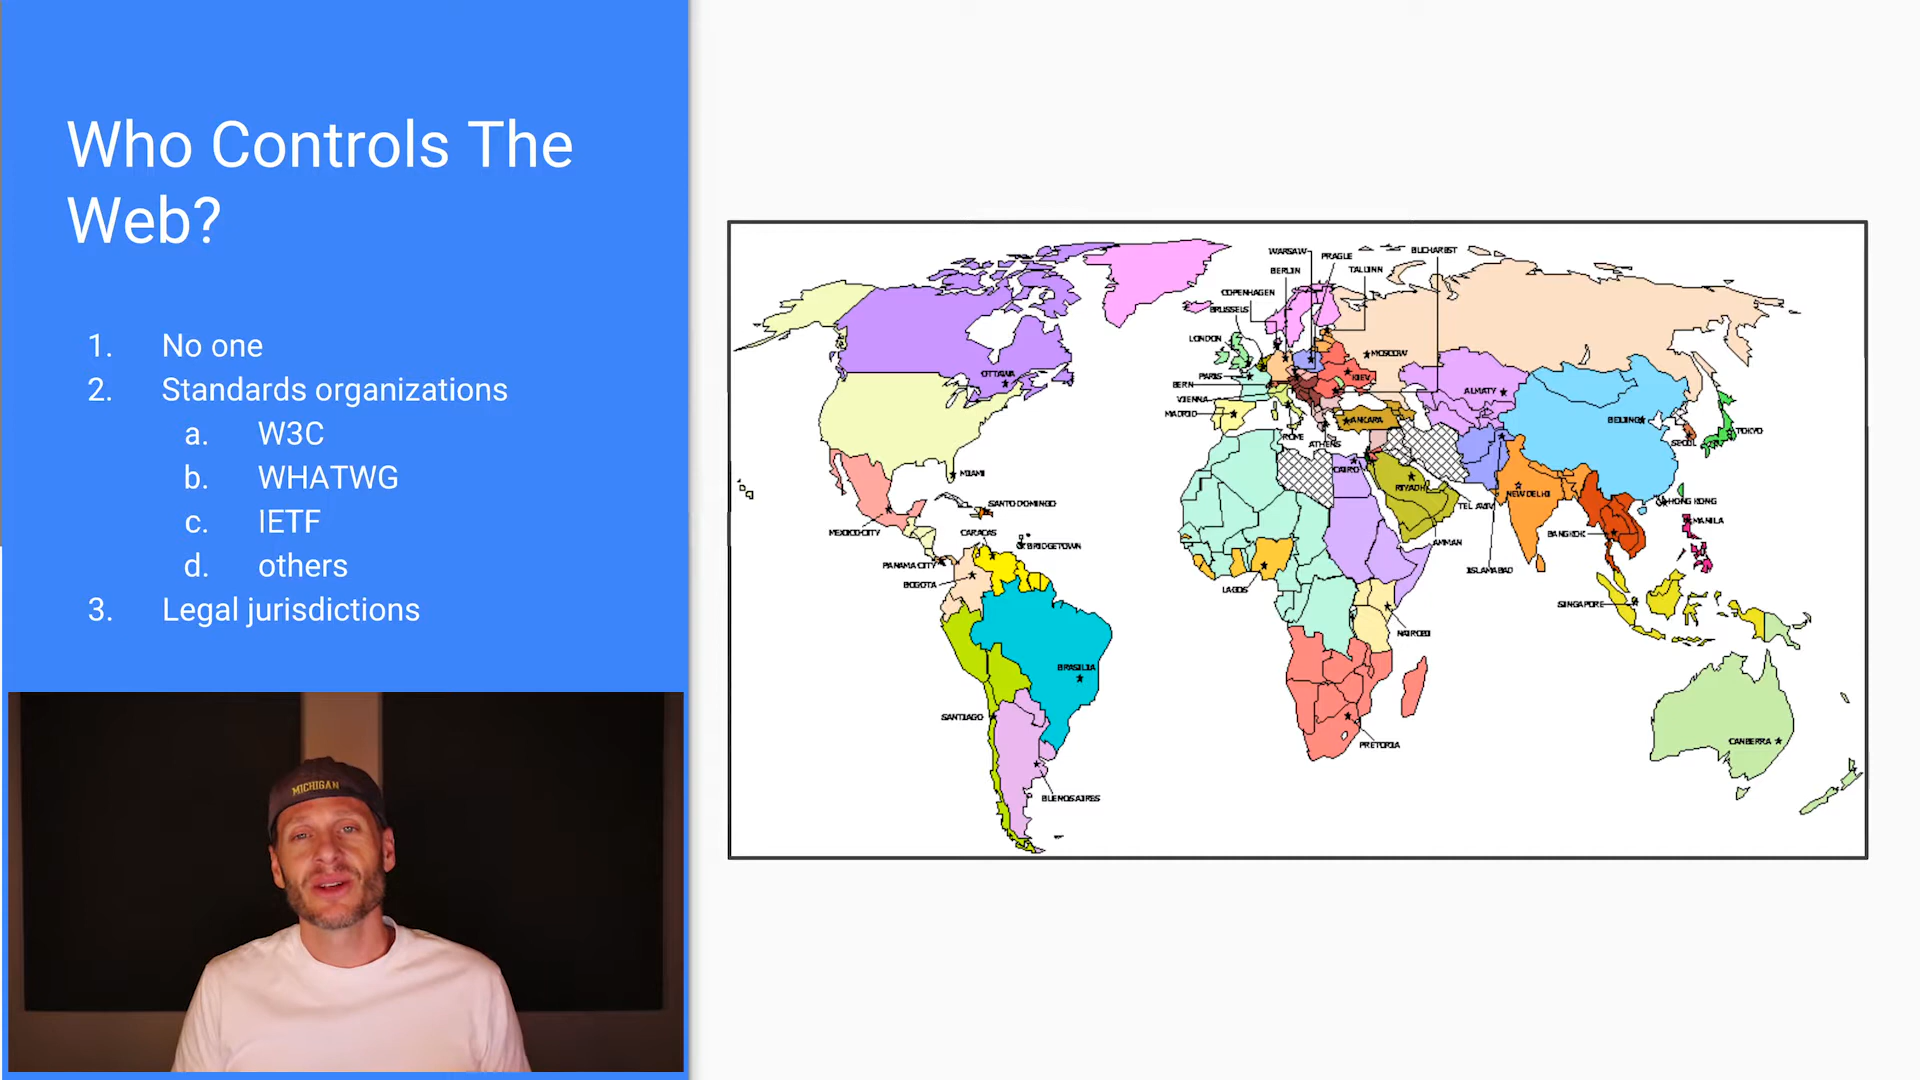 Who Controls The
Web?
1. No one
2. Standards organizations
a. W3C
b. WHATWG
c. IETF
d. others
3. Legal jurisdictions
MICHIGAN
WARSAW
BUCHAREST
PRAGUE
BERLIN
TALLINN
COPENHAGEN
BRUSSELS
LONDON
MOSCOW
PARIS
KIEV
BERN
VIENNA
MADRID
ANKARA
ROME
ATHENS
ALMATY
BEIJING
SEOUL
TOKYO
OTTAWA
MIAMI
CAIRO
RIYADH
NEW DELHI
TEL AVIV
HONG KONG
SANTO DOMINGO
MEXICO CITY
CARACAS
BRIDGETOWN
MANILA
BANGKOK
AMMAN
PANAMA CITY
BOGOTA
ISLAMABAD
LAGOS
SINGAPORE
NAIROBI
BRASILIA
SANTIAGO
PRETORIA
CANBERRA
BUENOS AIRES